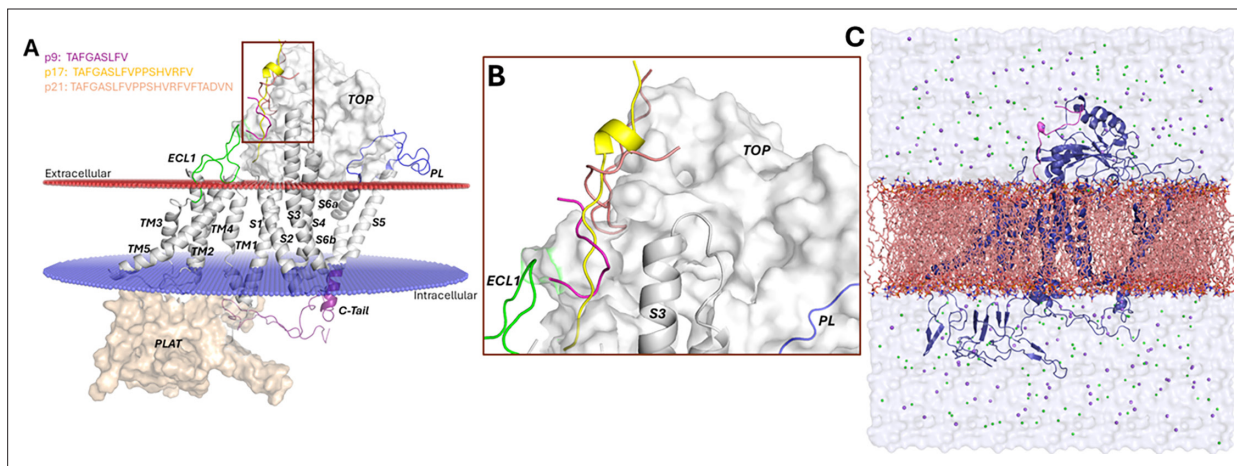 A
p9: TAFGASLFV
p17: TAFGASLFVPPSHVRFV
p21: TAFGASLFVPPSHVRFVFTADVN
TOP
ECL1
PL
Extracellular
S6a
TM3
TM4
S1
S3
S4
S5
TM5
TM2
TM1
S2
S6b
Intracellular
C-Tail
PLAT
B
TOP
ECL1
S3
PL
C